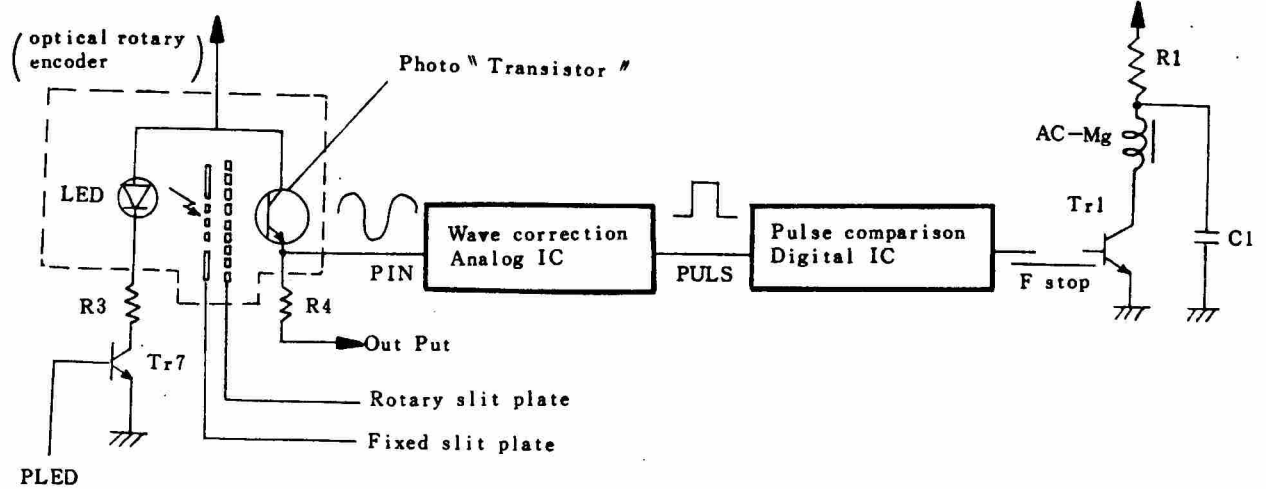 (optical rotary
encoder)
Photo " Transistor "
R1
AC-Mg
LED
Tr1
Wave correction
Analog IC
Pulse comparison
Digital IC
C1
PIN
PULS
F stop
R3
R4
Out Put
Tr7
Rotary slit plate
Fixed slit plate
PLED